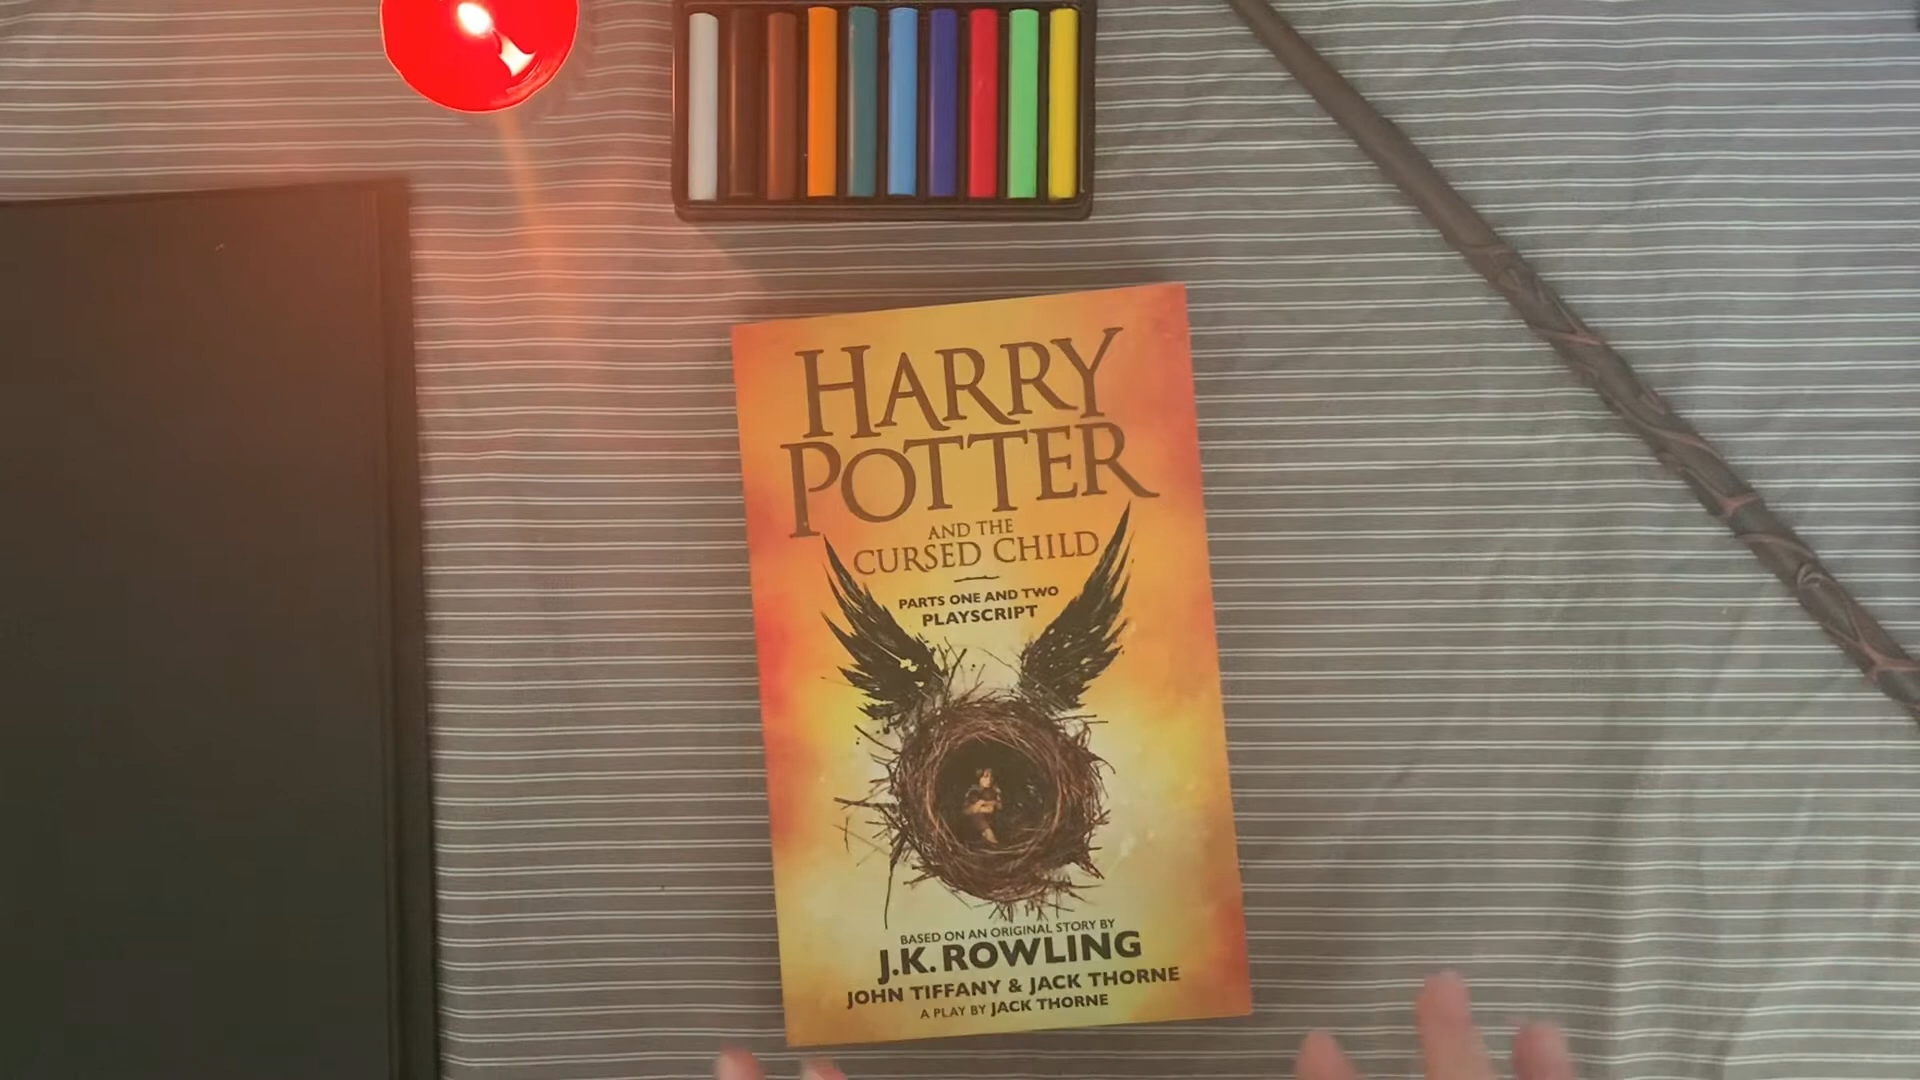 HARRY
POTTER
AND THE
CURSED CHILD
PARTS ONE AND TWO
PLAYSCRIPT
BASED ON AN ORIGINAL STORY BY
J.K. ROWLING
JOHN TIFFANY & JACK THORNE
A PLAY BY JACK THORNE